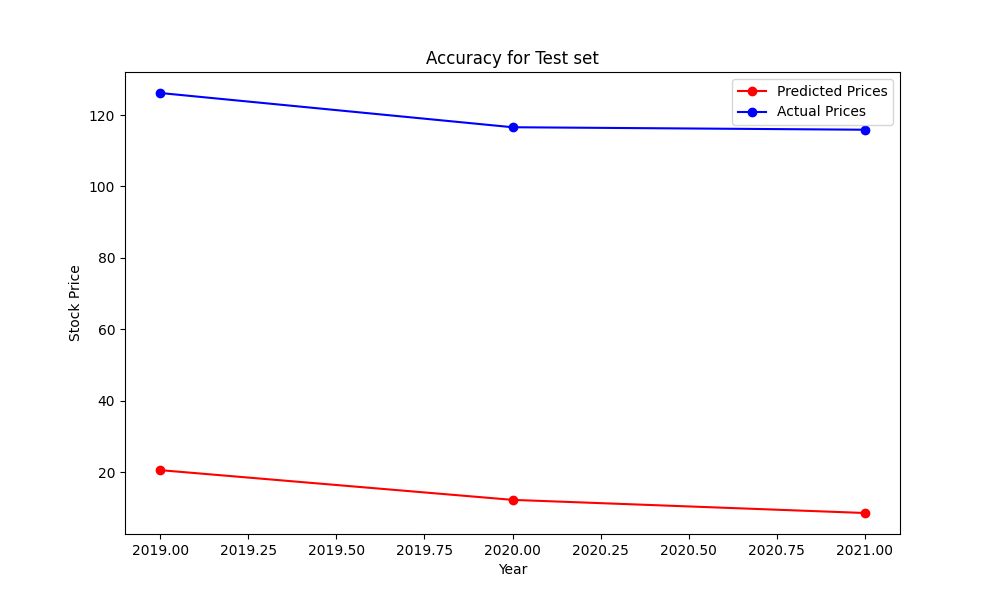 Accuracy for Test set
Predicted Prices
Actual Prices
120
100
80
60
40
20
Stock Price
2019.00 2019.25 2019.50 2019.75 2020.00 2020.25 2020.50 2020.75 2021.00
Year